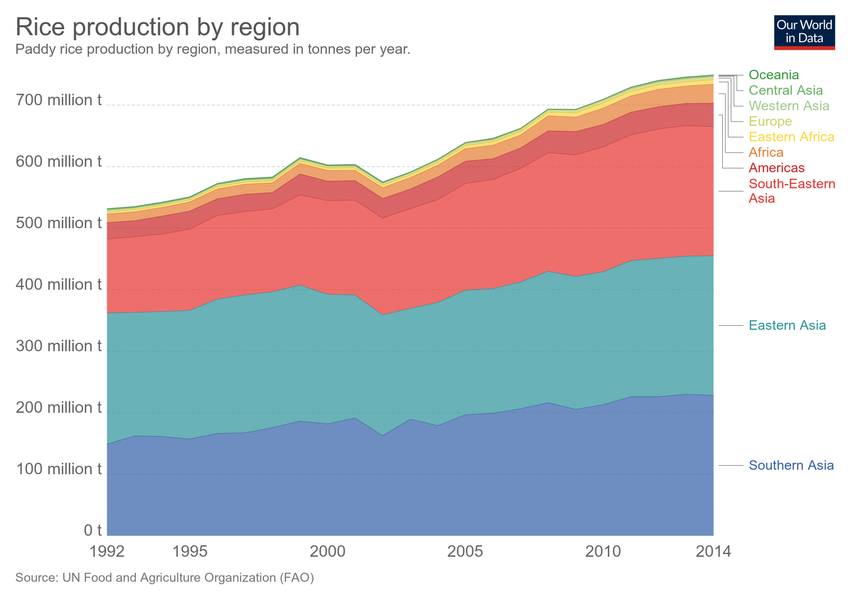 Rice production by region
Paddy rice production by region, measured in tonnes per year.
Our World
in Data
700 million t
600 million t
500 million t
400 million t
300 million t
200 million t
100 million t
0 t
1992
1995
2000
2005
2010
2014
Oceania
Central Asia
Western Asia
Europe
Eastern Africa
Africa
Americas
South-Eastern
Asia
Eastern Asia
Southern Asia
Source: UN Food and Agriculture Organization (FAO)